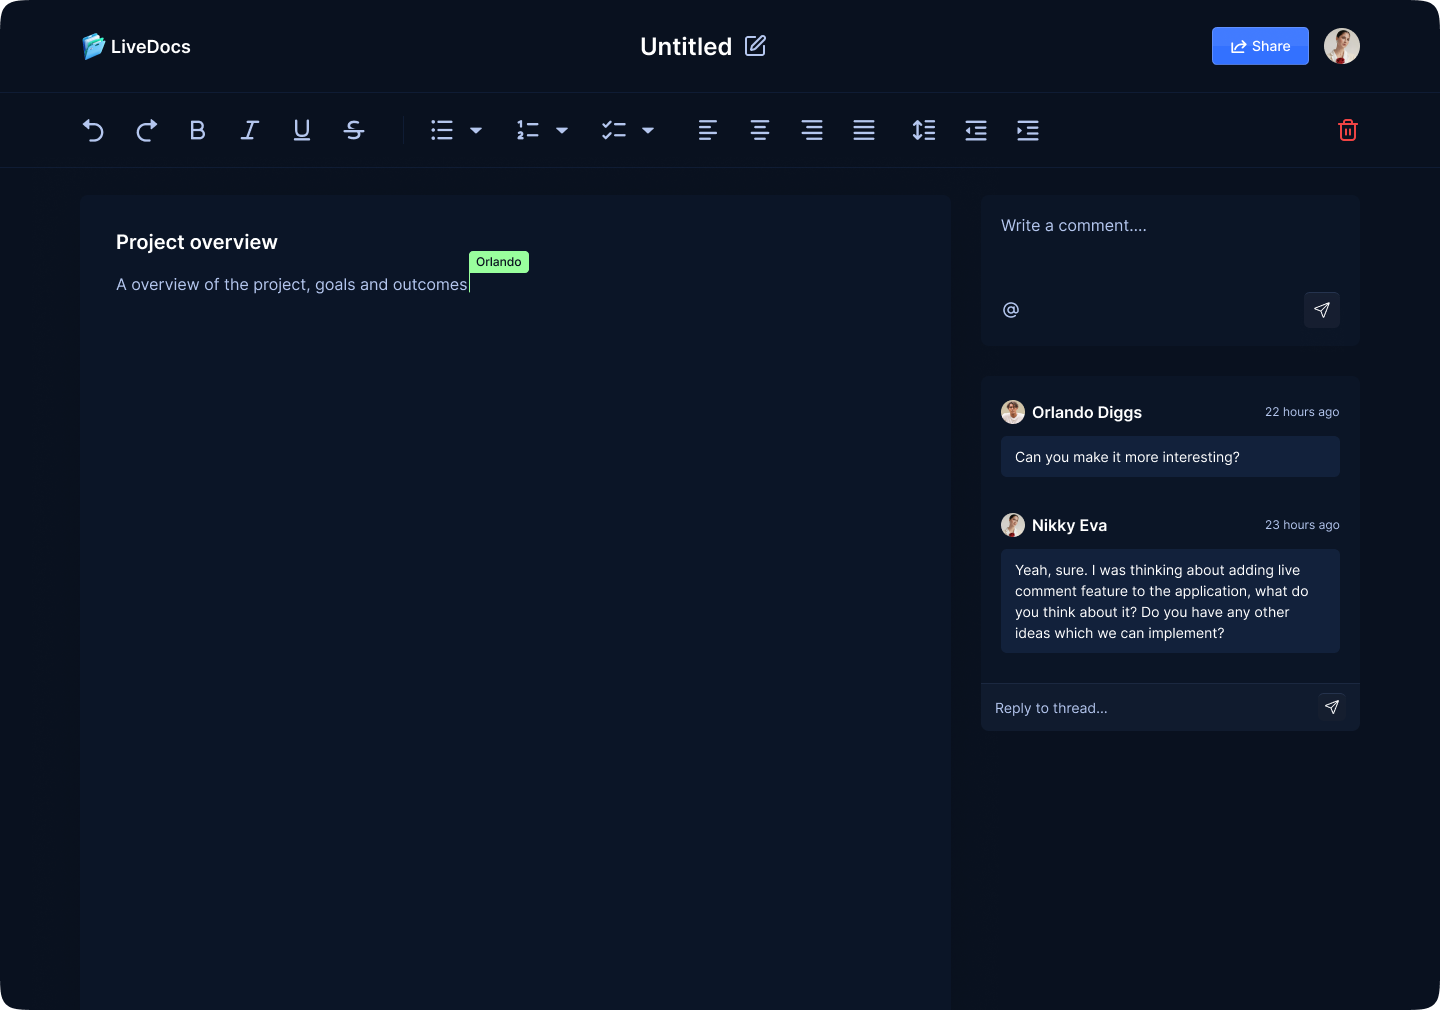 LiveDocs
Untitled
Share
Project overview
Orlando
A overview of the project, goals and outcomes
Write a comment....
@
Orlando Diggs
22 hours ago
Can you make it more interesting?
Nikky Eva
23 hours ago
Yeah, sure. I was thinking about adding live
comment feature to the application, what do
you think about it? Do you have any other
ideas which we can implement?
Reply to thread...